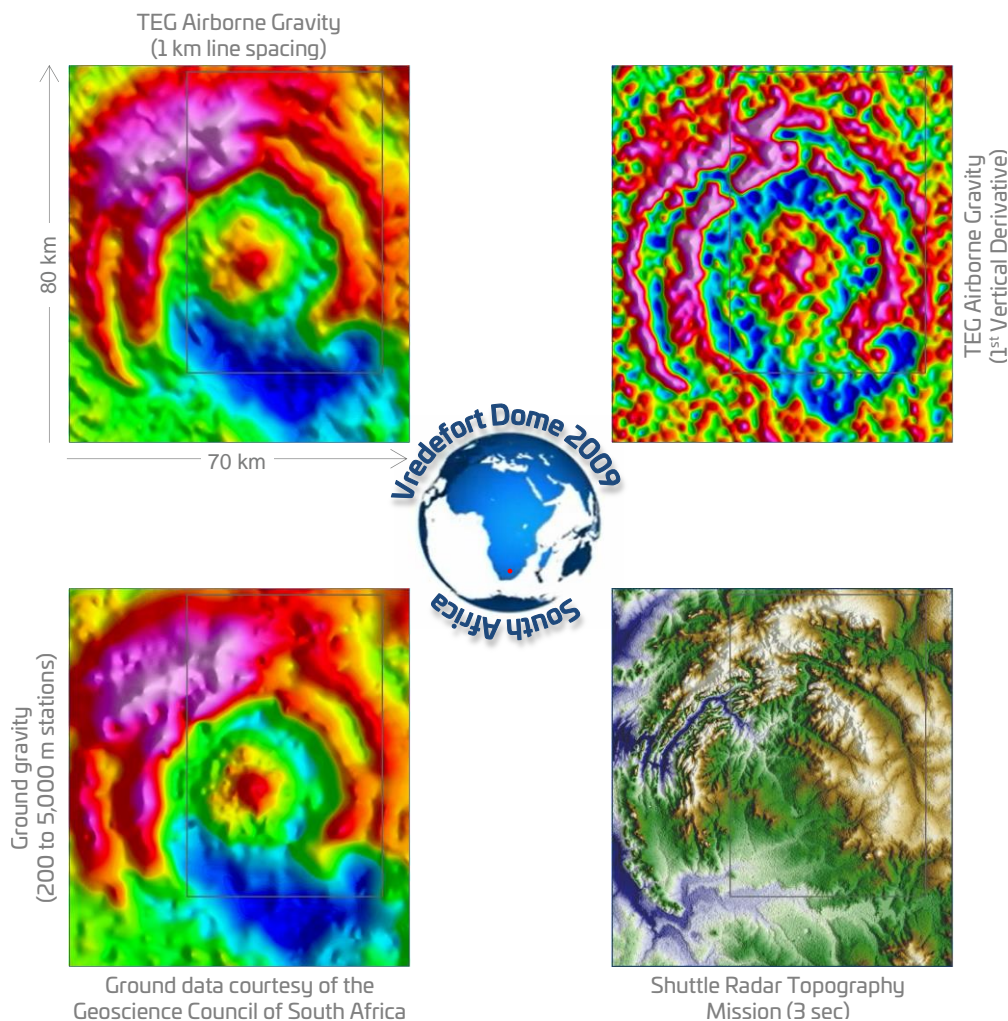 TEG Airborne Gravity
(1 km line spacing)
80 km
70 km
TEG Airborne Gravity
(1st Vertical Derivative)
Vredefort Dome 2009
South Africa
Ground gravity
(200 to 5,000 m stations)
Ground data courtesy of the
Geoscience Council of South Africa
Shuttle Radar Topography
Mission (3 sec)